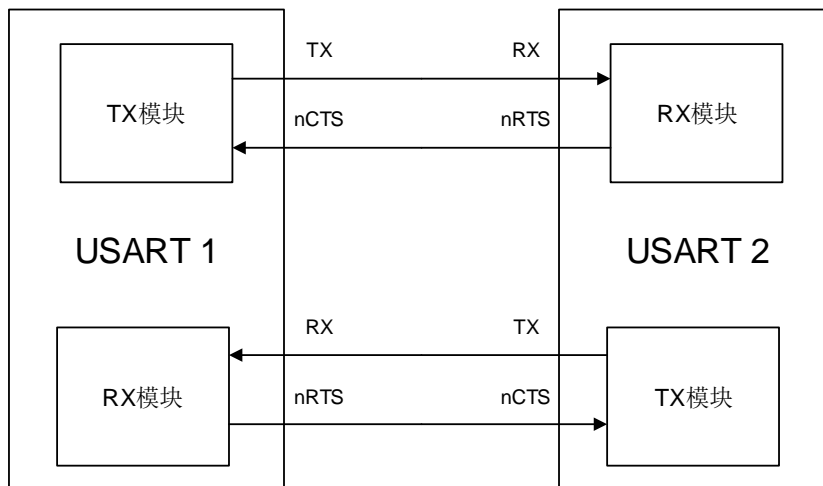 TX RX
TX模块 nCTS nRTS RX模块
USART 1 USART 2
RX TX
RX模块 nRTS nCTS TX模块